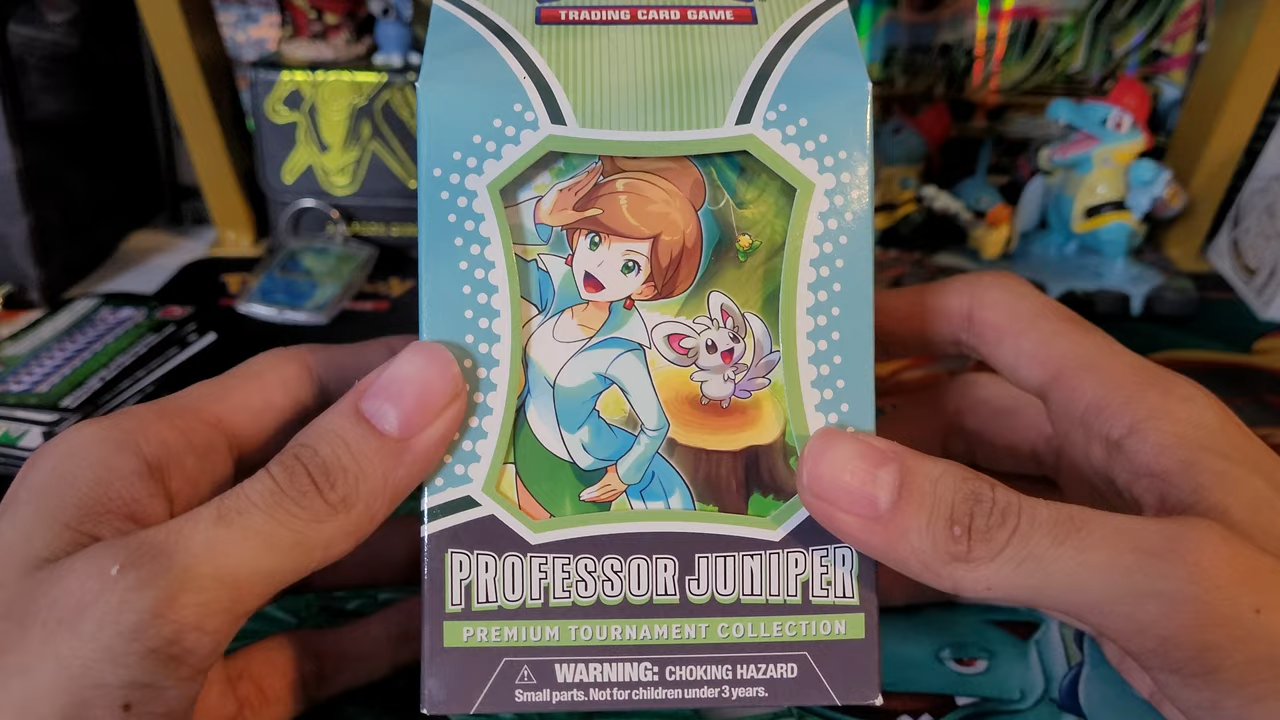 TRADING CARD GAME
PROFESSOR JUNIPER
PREMIUM TOURNAMENT COLLECTION
WARNING: CHOKING HAZARD
Small parts. Not for children under 3 years.